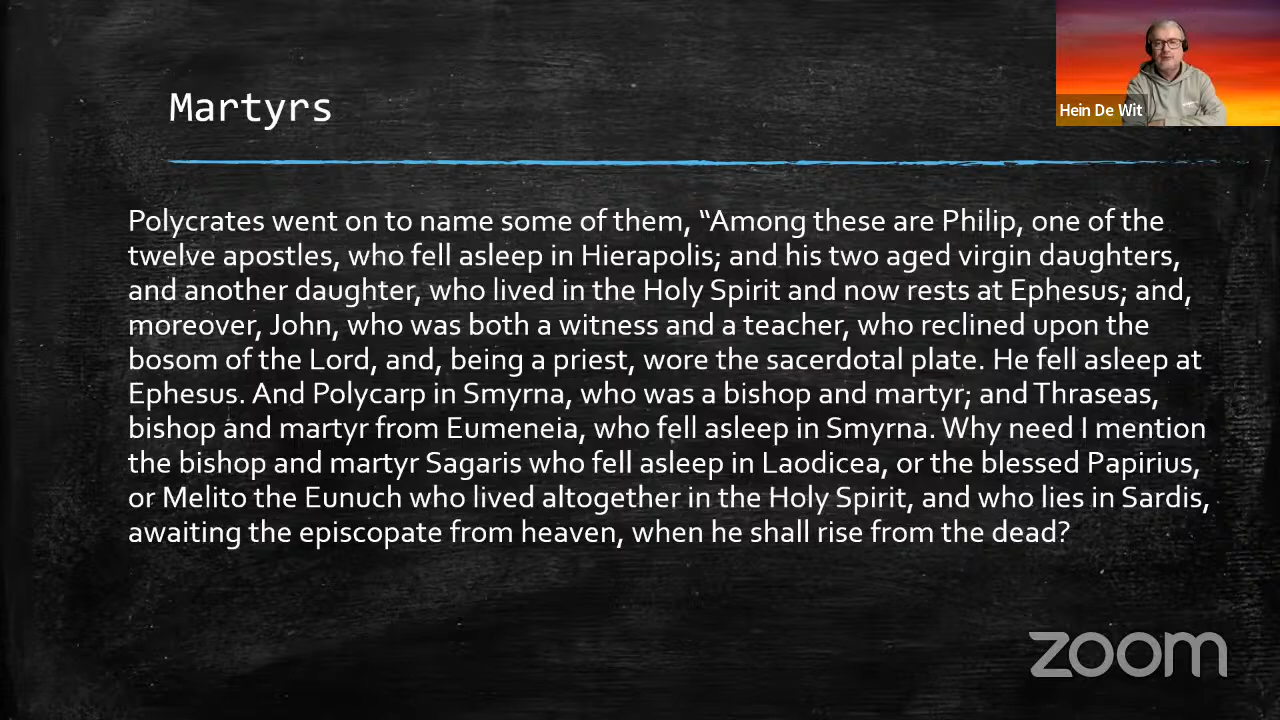 Martyrs
Hein De Wit
Polycrates went on to name some of them, “Among these are Philip, one of the
twelve apostles, who fell asleep in Hierapolis; and his two aged virgin daughters,
and another daughter, who lived in the Holy Spirit and now rests at Ephesus; and,
moreover, John, who was both a witness and a teacher, who reclined upon the
bosom of the Lord, and, being a priest, wore the sacerdotal plate. He fell asleep at
Ephesus. And Polycarp in Smyrna, who was a bishop and martyr; and Thraseas,
bishop and martyr from Eumeneia, who fell asleep in Smyrna. Why need I mention
the bishop and martyr Sagaris who fell asleep in Laodicea, or the blessed Papirius,
or Melito the Eunuch who lived altogether in the Holy Spirit, and who lies in Sardis,
awaiting the episcopate from heaven, when he shall rise from the dead?
zoom